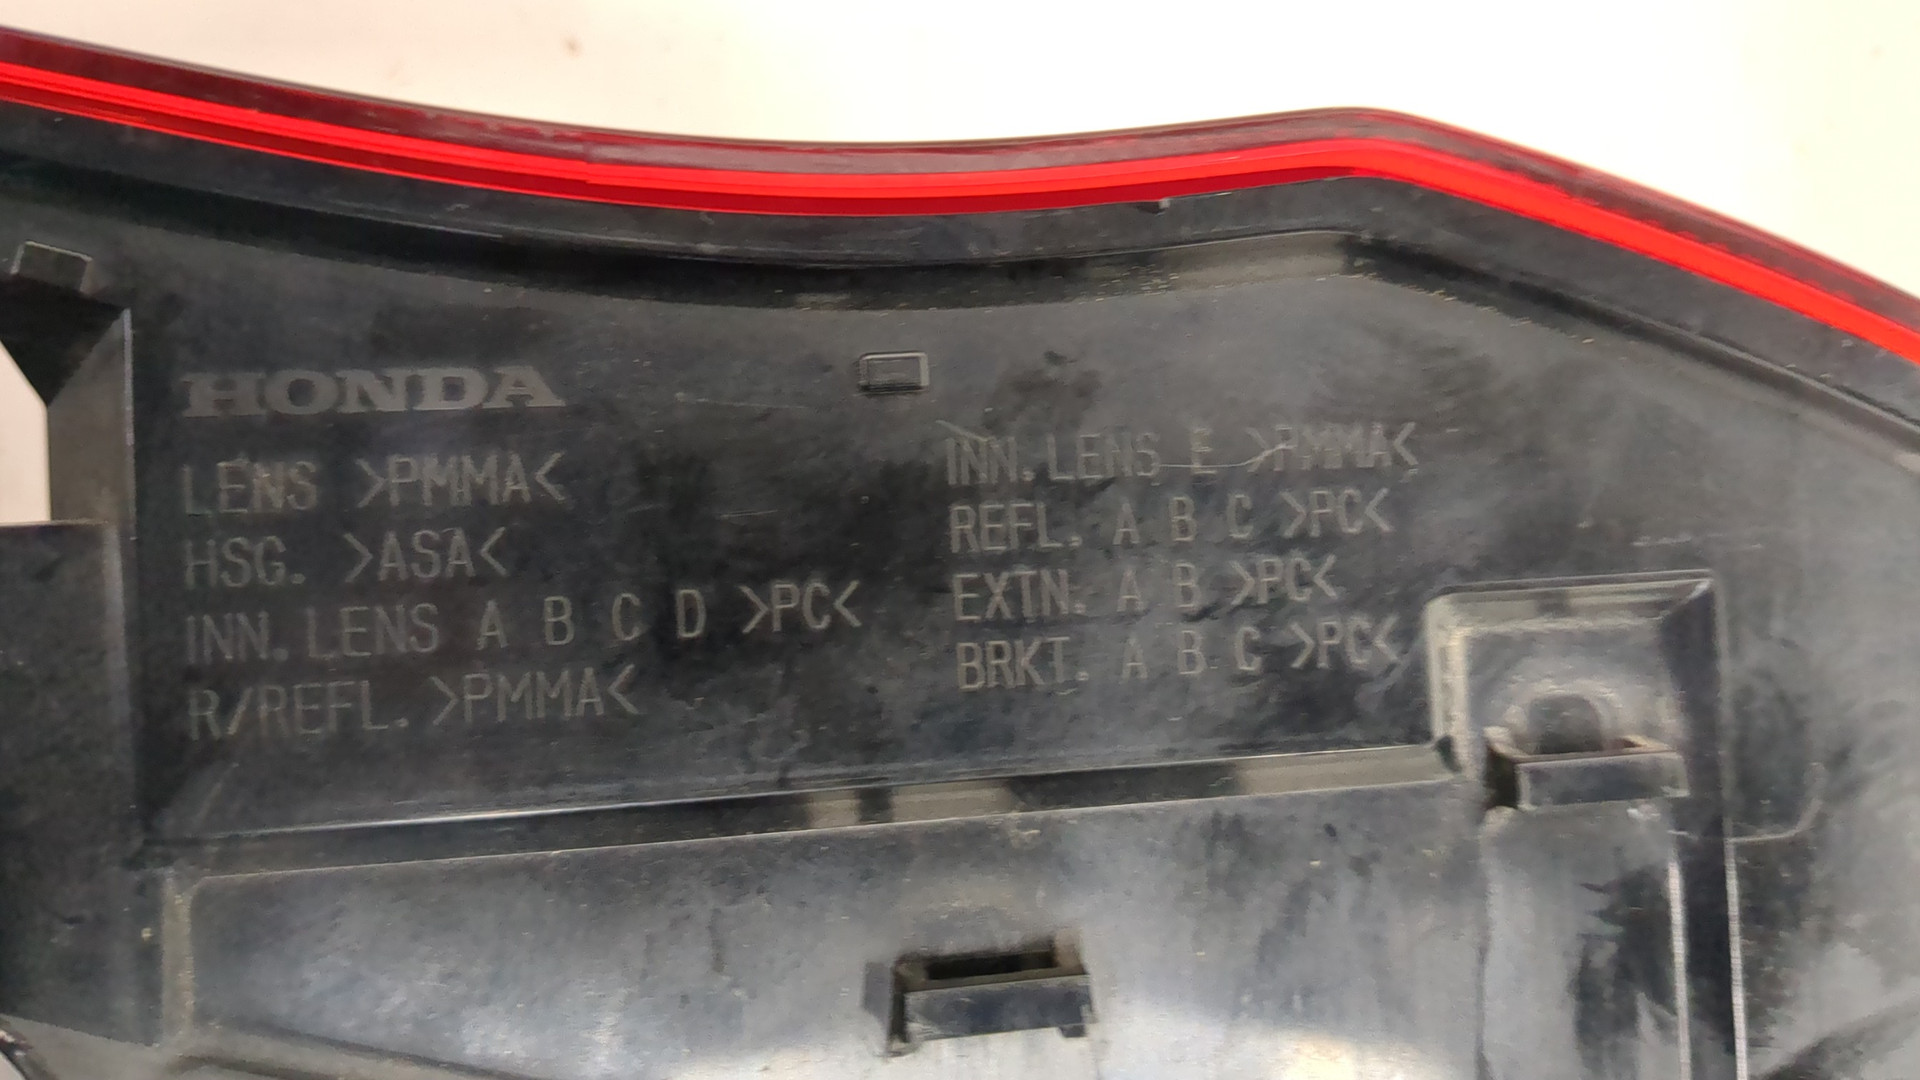 HONDA
LENS >PMMA<
HSG. >ASA<
INN. LENS A B C D >PC<
R/REFL. >PMMA<
INN. LENS E >PMMA<
REFL. A B C >PC<
EXTN. A B >PC<
BRKT. A B C >PC<